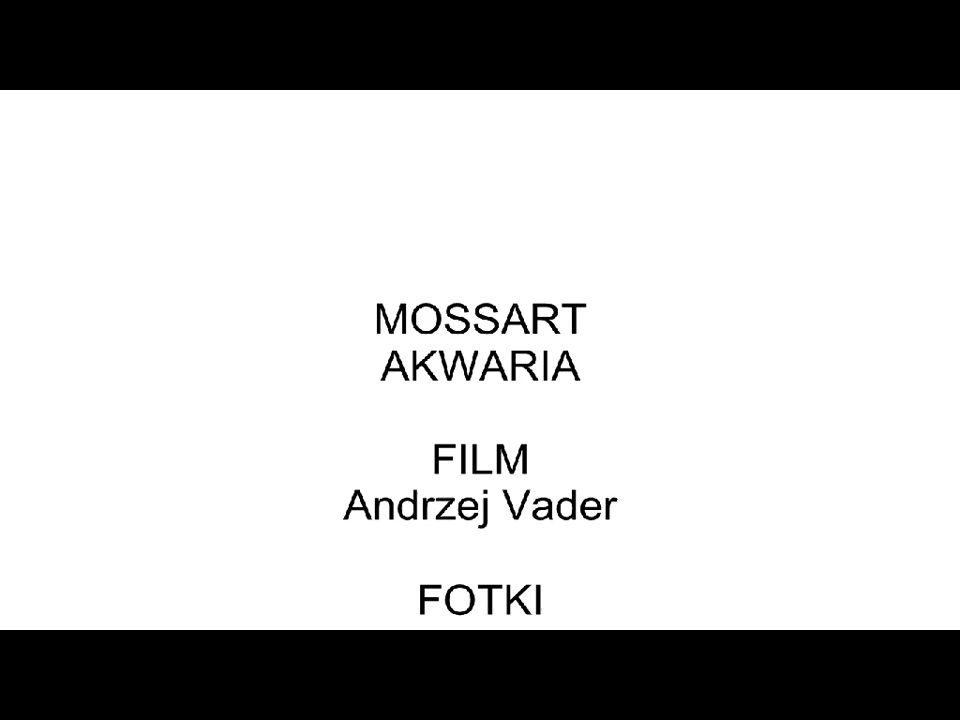 MOSSART
AKWARIA
FILM
Andrzej Vader
FOTKI